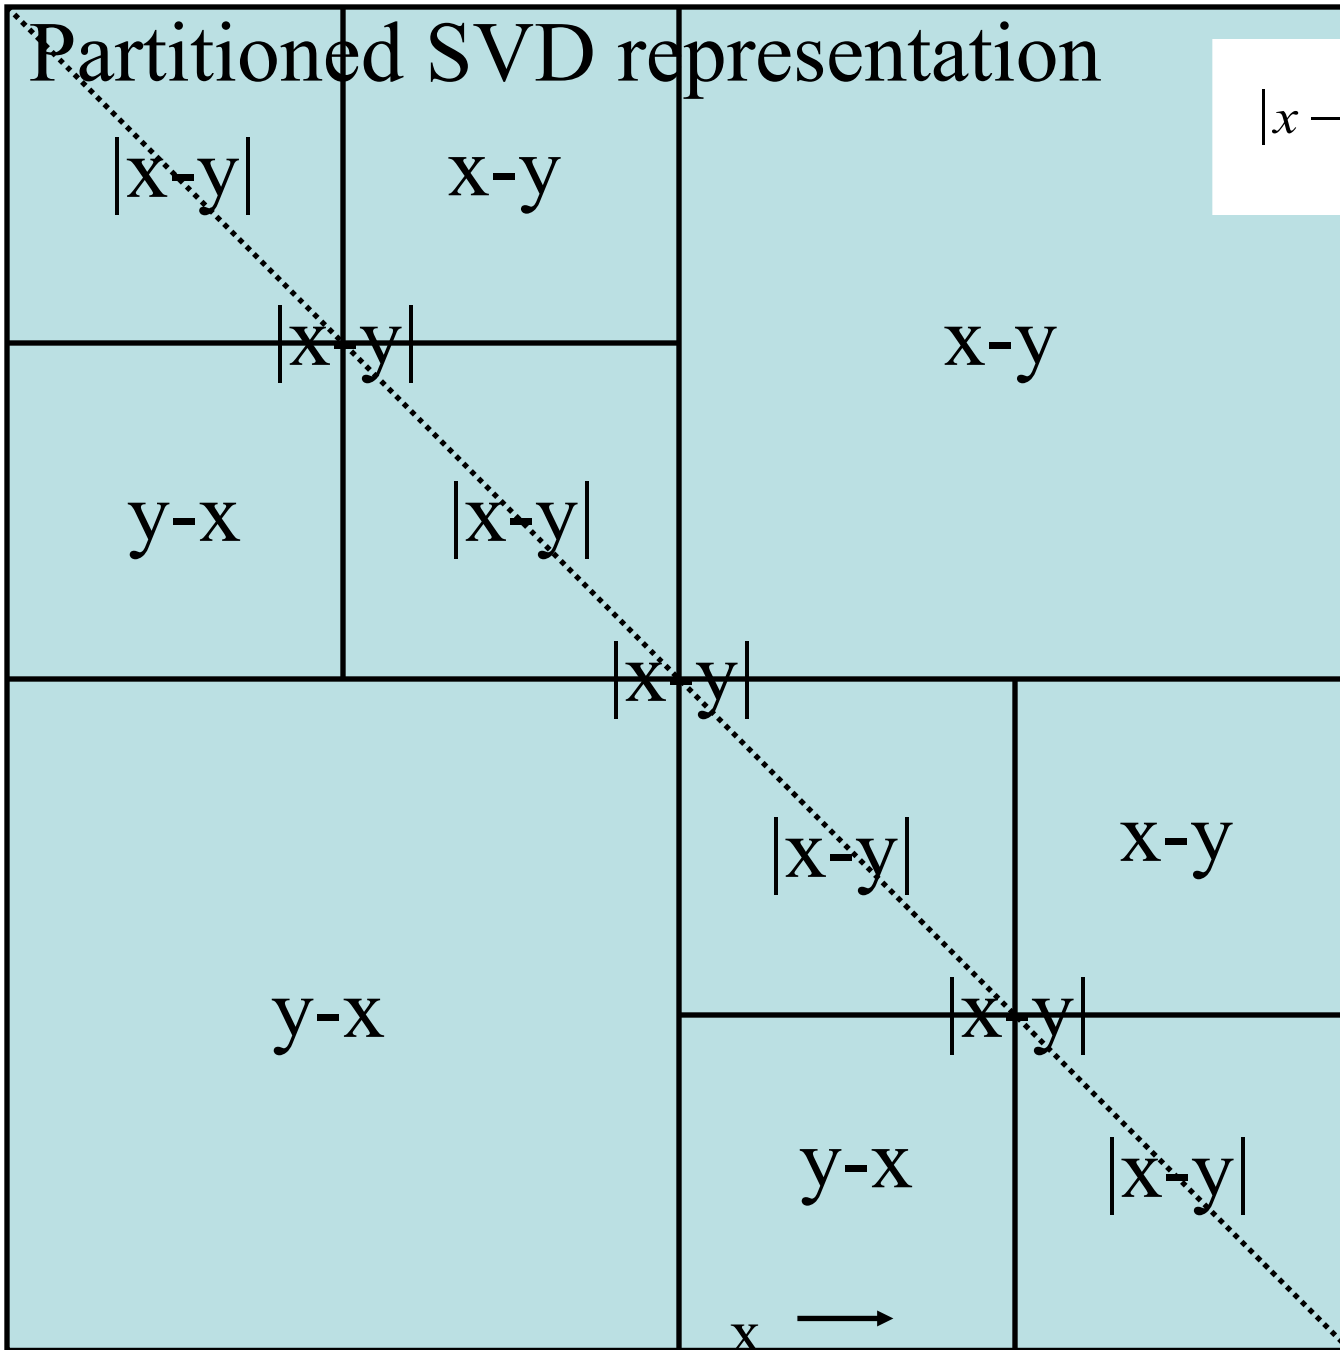 Partitioned SVD representation
|x −
|x-y|
x-y
|x-y|
x-y
y-x
|x-y|
|x-y|
|x-y|
x-y
y-x
|x-y|
y-x
|x-y|
x